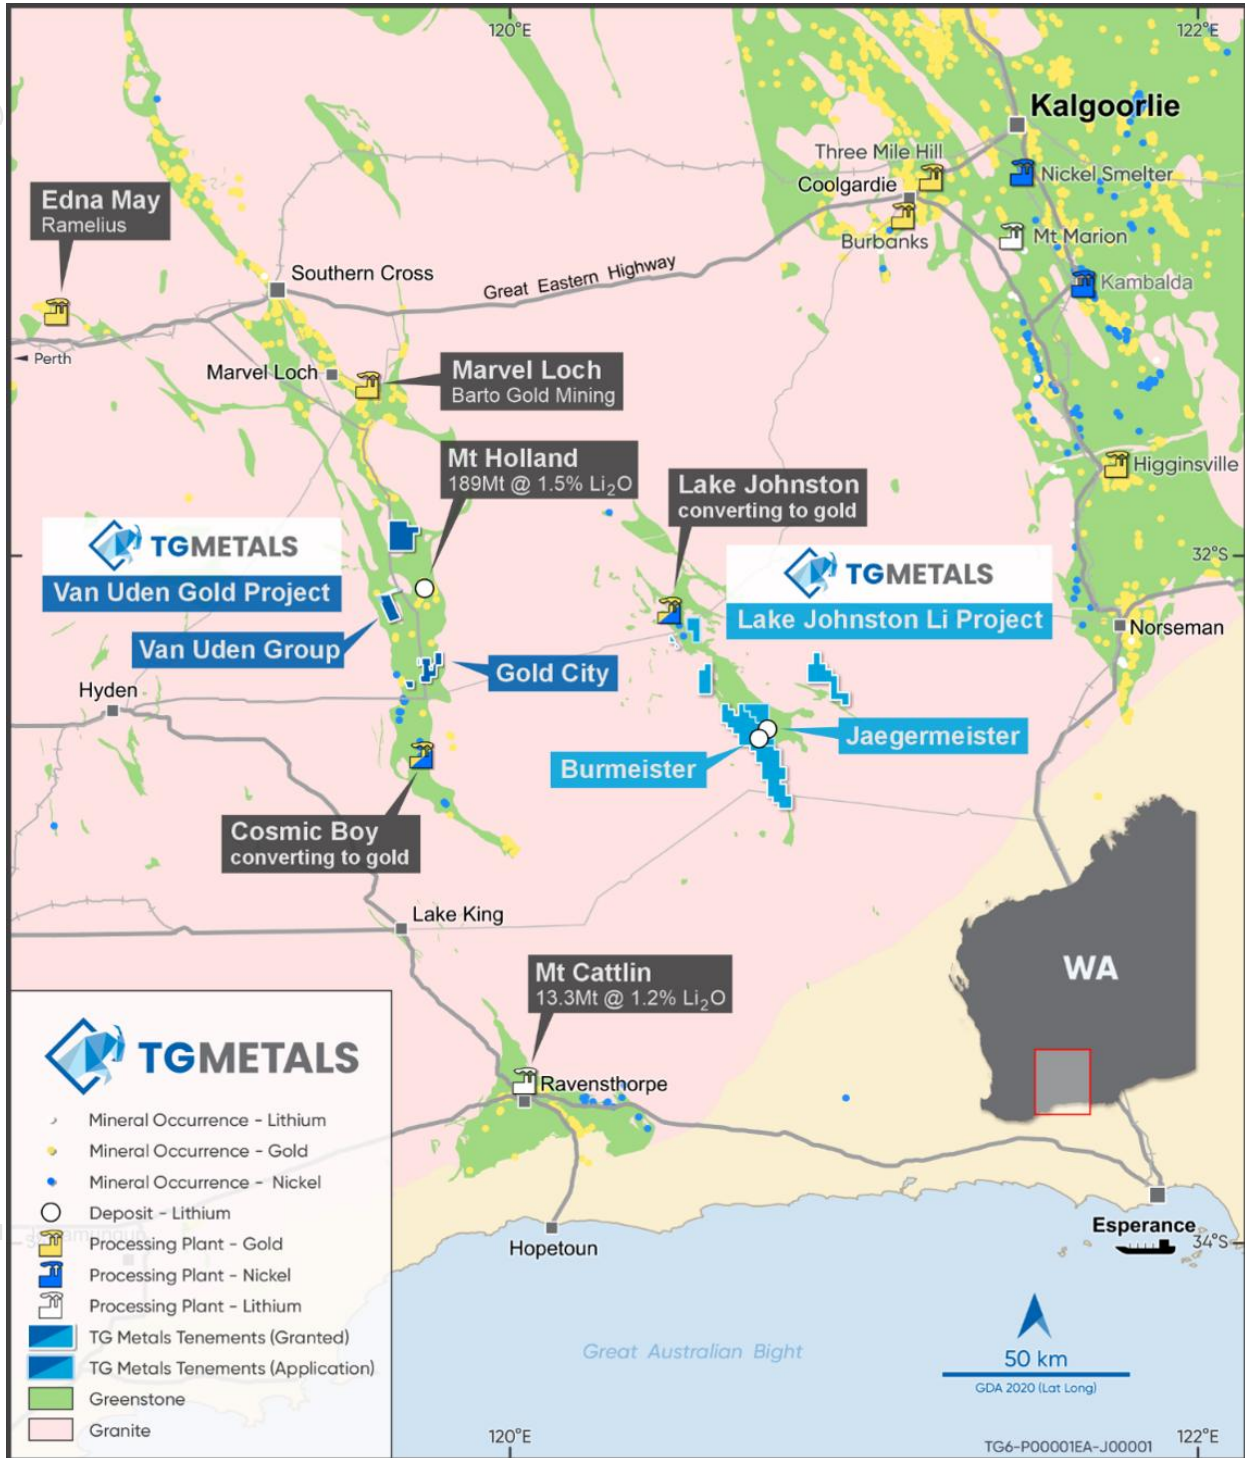 120°E
122°E
Kalgoorlie
Three Mile Hill
Coolgardie
Nickel Smelter
Edna May
Ramelius
Burbanks
Mt Marion
Southern Cross
Great Eastern Highway
Kambalda
Perth
Marvel Loch
Marvel Loch
Barto Gold Mining
Mt Holland
189Mt @ 1.5% Li₂O
Higginsville
Lake Johnston
converting to gold
TGMETALS
Van Uden Gold Project
32°S
TGMETALS
Lake Johnston Li Project
Van Uden Group
Norseman
Gold City
Hyden
Jaegermeister
Burmeister
Cosmic Boy
converting to gold
Lake King
WA
Mt Cattlin
13.3Mt @ 1.2% Li₂O
Ravensthorpe
Esperance
34°S
Hopetoun
Great Australian Bight
50 km
GDA 2020 (Lat Long)
TGMETALS
Mineral Occurrence - Lithium
Mineral Occurrence - Gold
Mineral Occurrence - Nickel
Deposit - Lithium
Processing Plant - Gold
Processing Plant - Nickel
Processing Plant - Lithium
TG Metals Tenements (Granted)
TG Metals Tenements (Application)
Greenstone
Granite
120°E
TG6-P00001EA-J00001
122°E